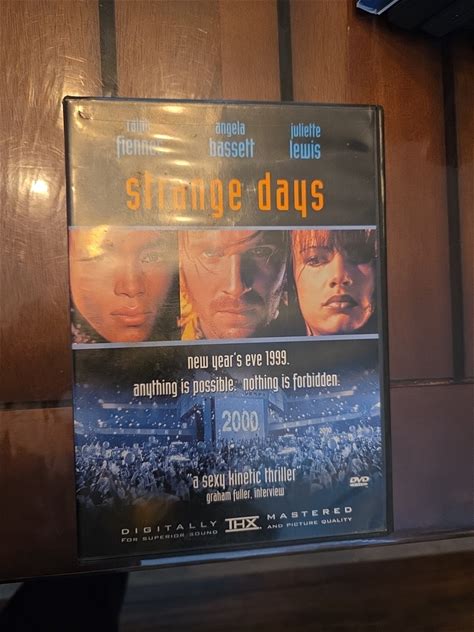 ralph angela juliette
fiennes bassett lewis
strange days
new year's eve 1999.
anything is possible. nothing is forbidden.
2000
"a sexy kinetic thriller"
graham fuller, interview
DVD
DIGITALLY THX MASTERED
FOR SUPERIOR SOUND AND PICTURE QUALITY